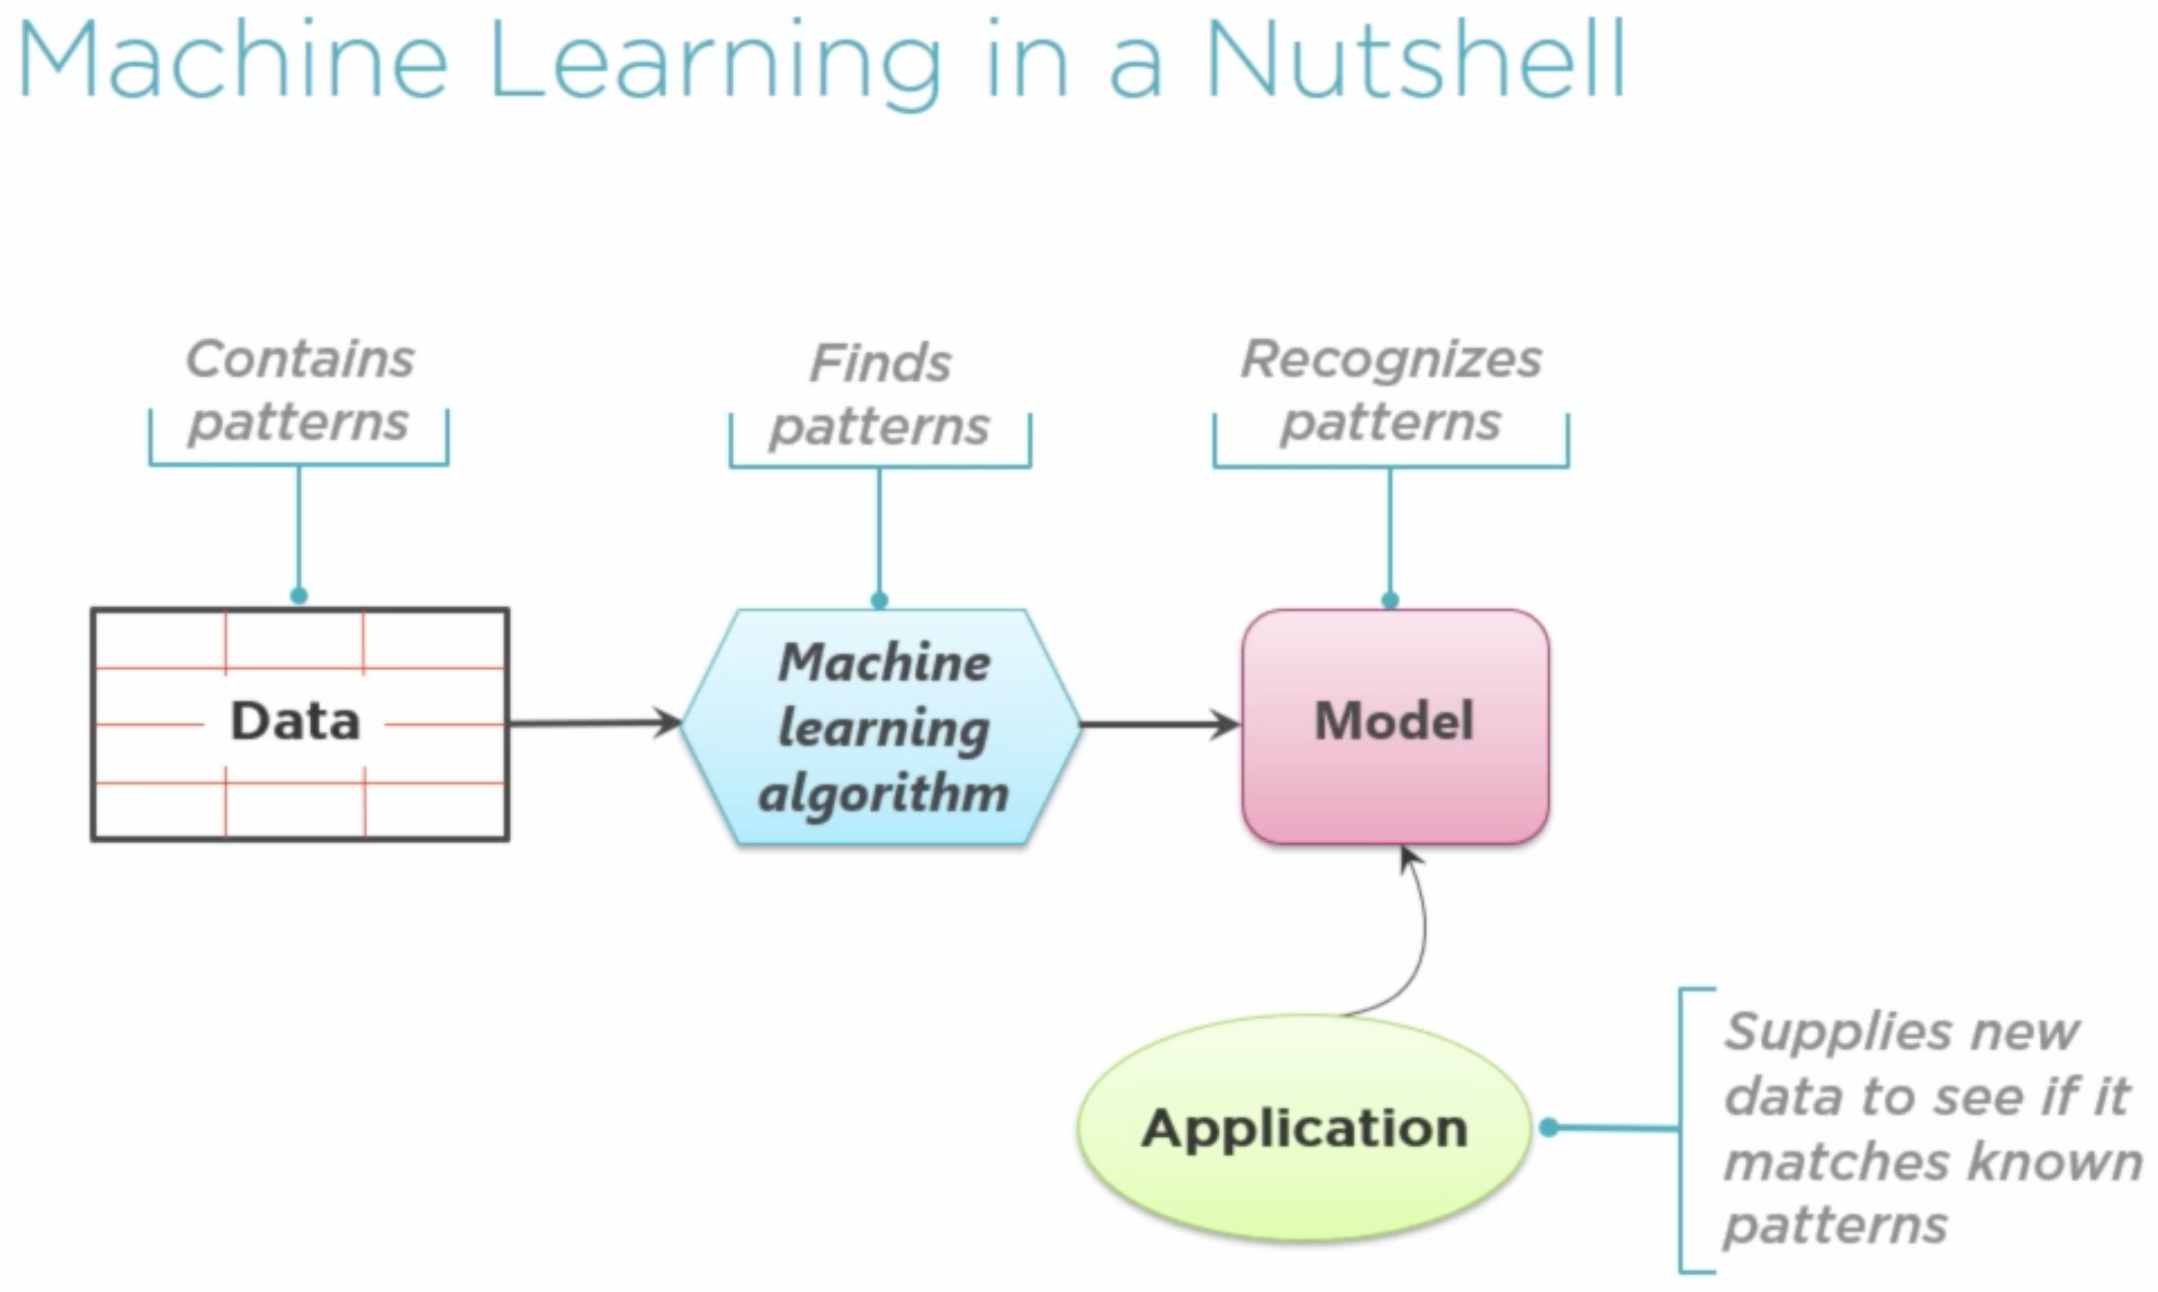 Machine Learning in a Nutshell
Contains
patterns
Finds
patterns
Recognizes
patterns
Data
Machine
learning
algorithm
Model
Application
Supplies new
data to see if it
matches known
patterns